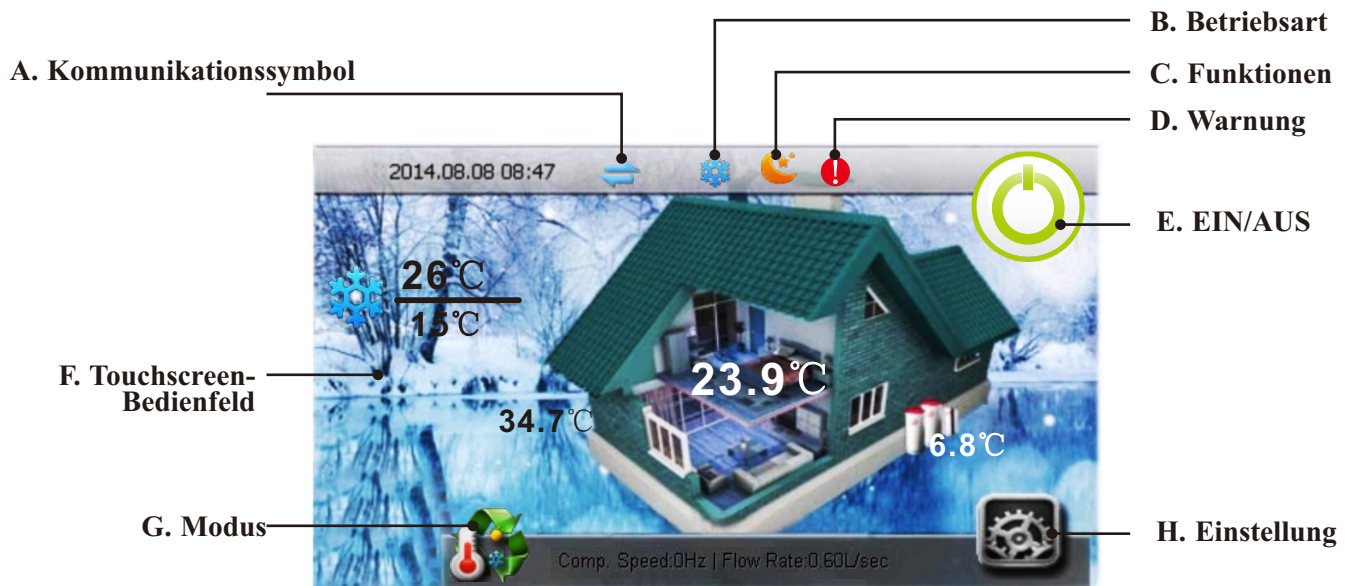 B. Betriebsart
A. Kommunikationssymbol
C. Funktionen
D. Warnung
2014.08.08 08:47
E. EIN/AUS
26℃
15℃
F. Touchscreen-
Bedienfeld
23.9℃
34.7℃
6.8℃
G. Modus
H. Einstellung
Comp. Speed:0Hz | Flow Rate:0.60L/sec